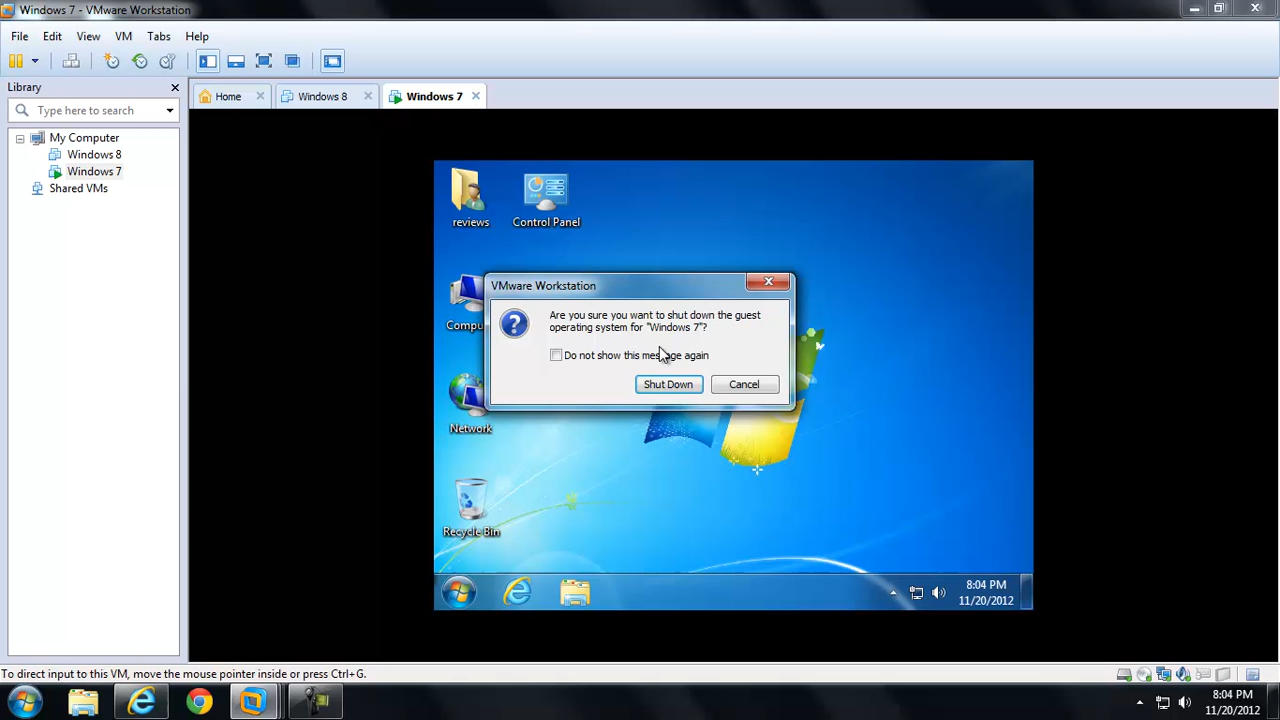 Windows 7 - VMware Workstation
File Edit View VM Tabs Help
Library
Type here to search
My Computer
Windows 8
Windows 7
Shared VMs
Home
Windows 8
Windows 7
reviews
Control Panel
Compu
Network
Recycle Bin
VMware Workstation
Are you sure you want to shut down the guest
operating system for "Windows 7"?
Do not show this message again
Shut Down
Cancel
8:04 PM
11/20/2012
To direct input to this VM, move the mouse pointer inside or press Ctrl+G.
8:04 PM
11/20/2012